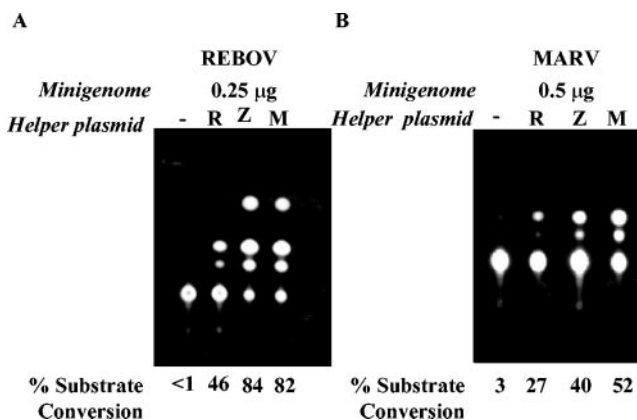 A
REBOV
Minigenome 0.25 µg
Helper plasmid - R Z M
% Substrate Conversion <1 46 84 82
B
MARV
Minigenome 0.5 µg
Helper plasmid - R Z M
% Substrate Conversion 3 27 40 52